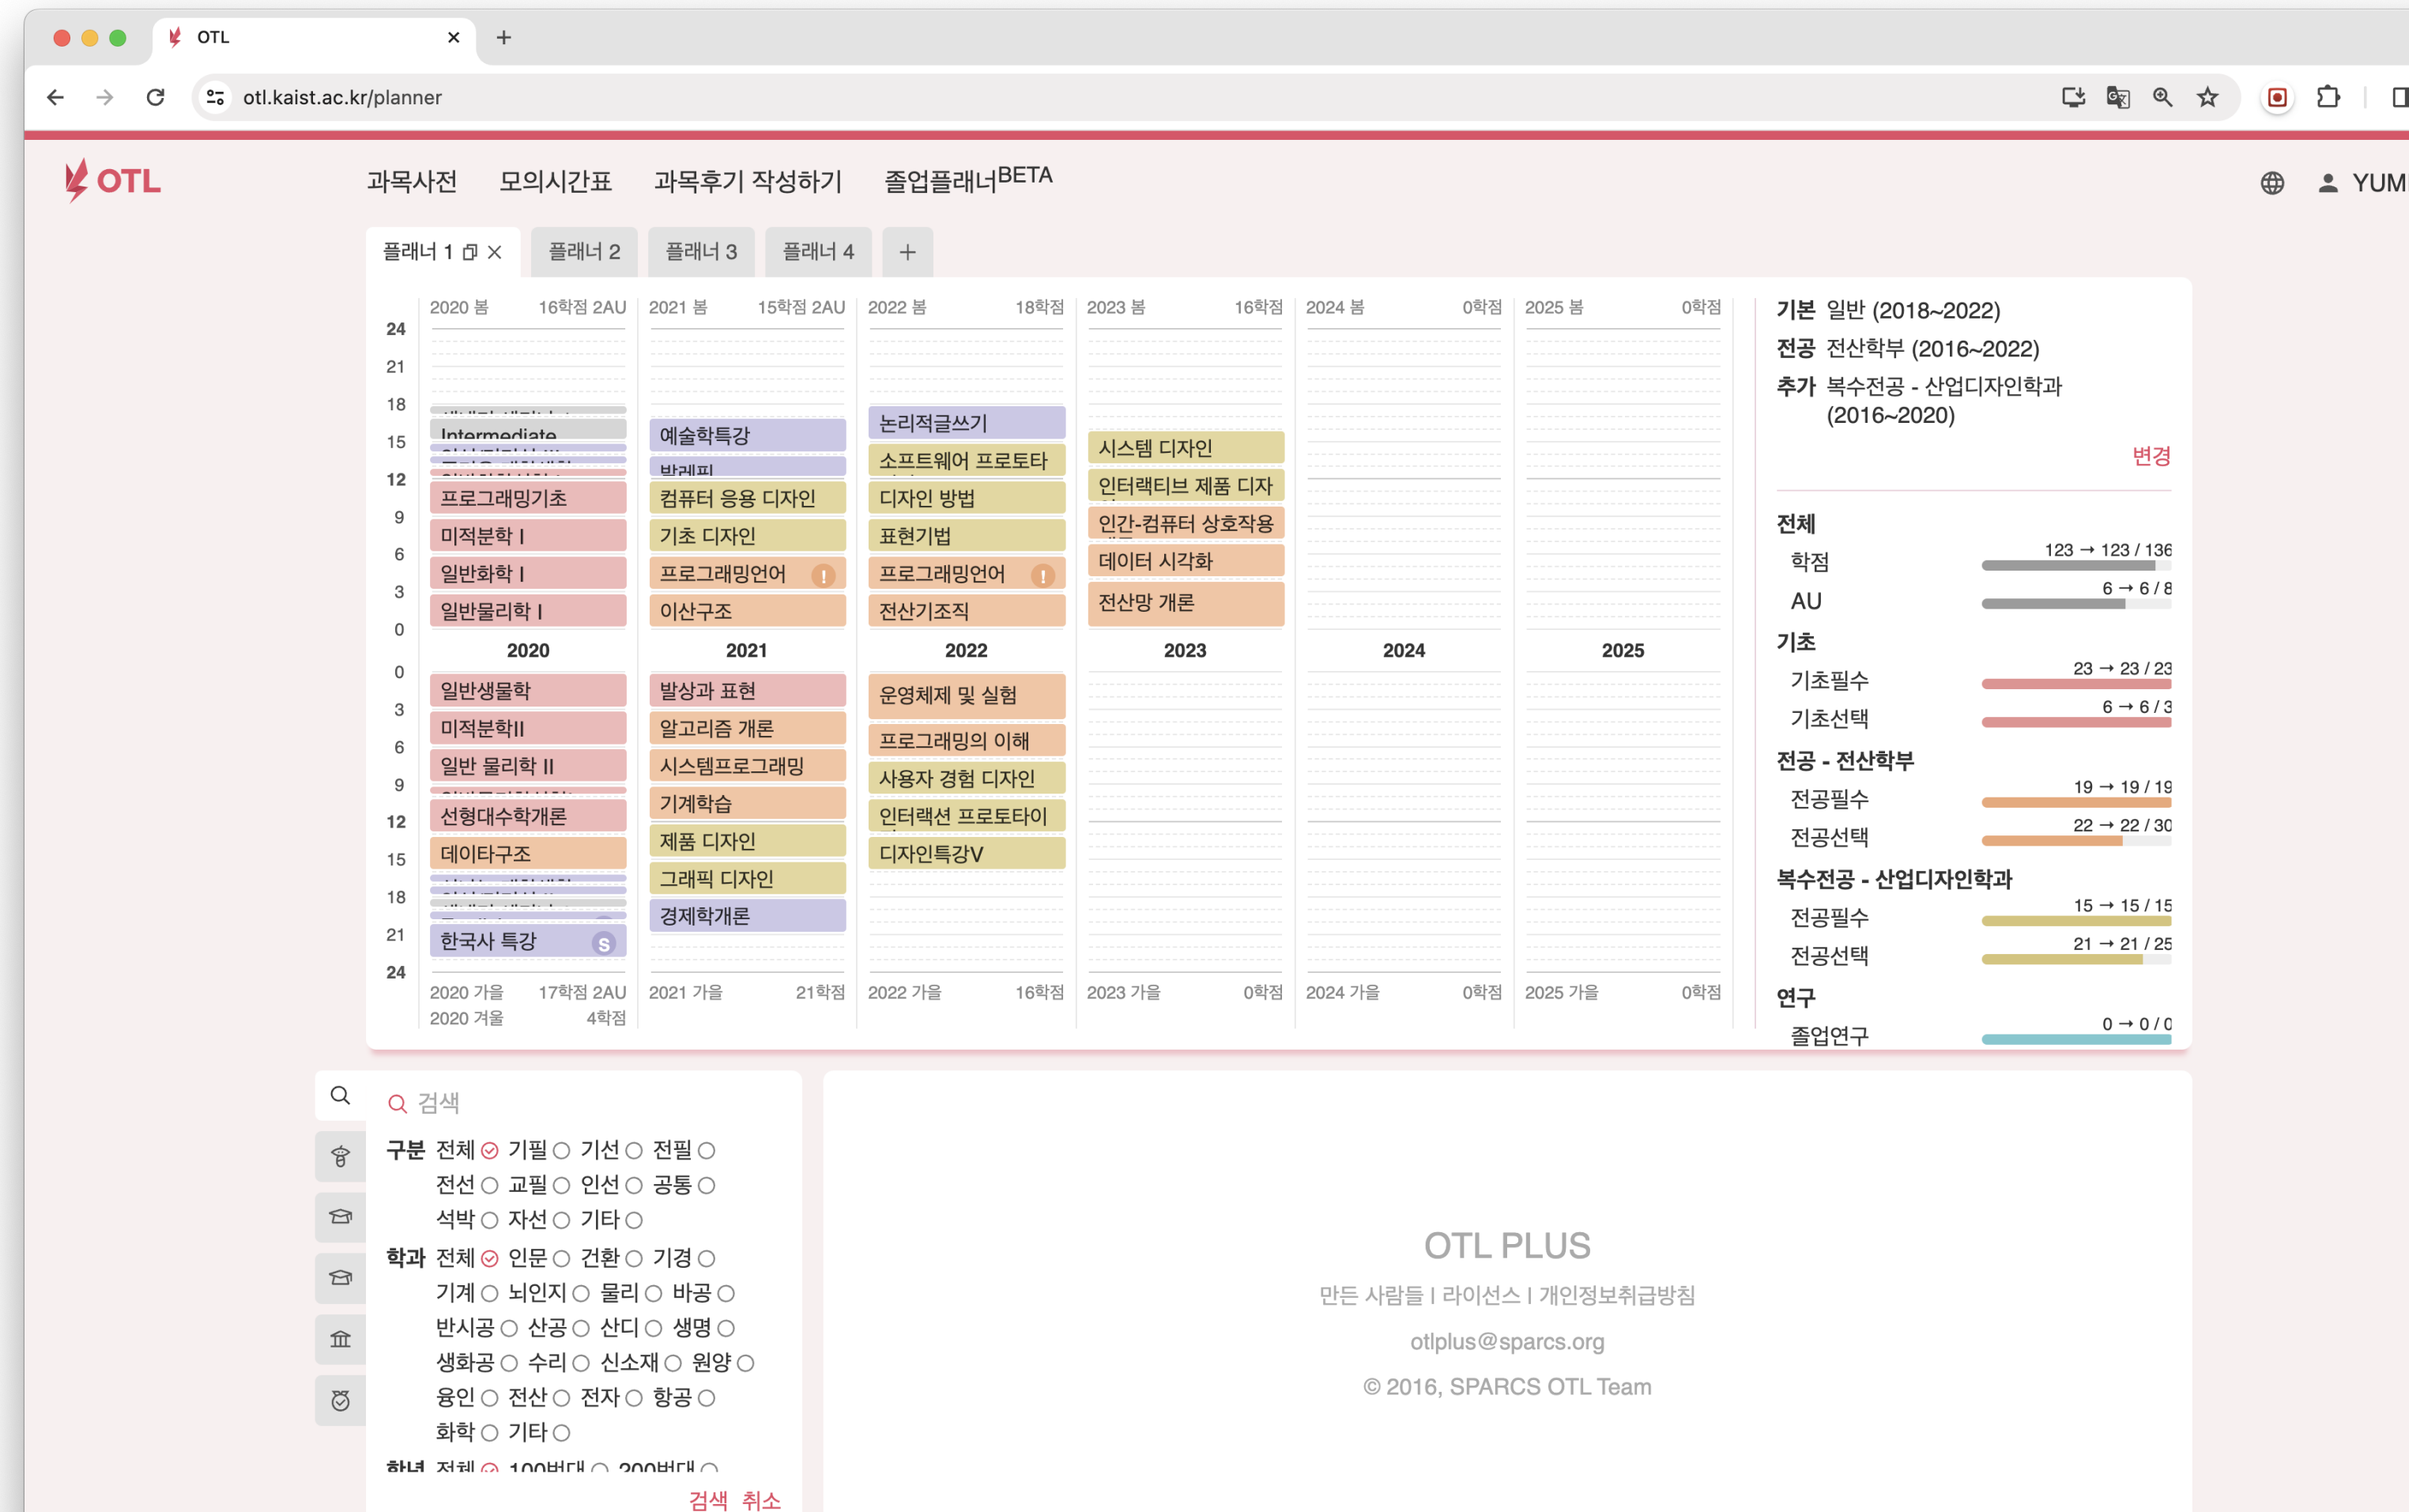 OTL
otl.kaist.ac.kr/planner
OTL
과목사전 모의시간표 과목후기 작성하기 졸업플래너BETA
플래너 1 플래너 2 플래너 3 플래너 4
2020 봄 16학점 2AU 2021 봄 15학점 2AU 2022 봄 18학점 2023 봄 16학점 2024 봄 0학점 2025 봄 0학점
24
21
18
15
12
9
6
3
0
Intermediate
프로그래밍기초
미적분학 I
일반화학 I
일반물리학 I
예술학특강
발레핏
컴퓨터 응용 디자인
기초 디자인
프로그래밍언어 !
이산구조
논리적글쓰기
소프트웨어 프로토타
디자인 방법
표현기법
프로그래밍언어 !
전산기조직
시스템 디자인
인터랙티브 제품 디자
인간-컴퓨터 상호작용
데이터 시각화
전산망 개론
2020 2021 2022 2023 2024 2025
0
3
6
9
12
15
18
21
24
일반생물학
미적분학II
일반 물리학 II
선형대수학개론
데이타구조
한국사 특강 S
발상과 표현
알고리즘 개론
시스템프로그래밍
기계학습
제품 디자인
그래픽 디자인
경제학개론
운영체제 및 실험
프로그래밍의 이해
사용자 경험 디자인
인터랙션 프로토타이
디자인특강V
2020 가을 17학점 2AU 2021 가을 21학점 2022 가을 16학점 2023 가을 0학점 2024 가을 0학점 2025 가을 0학점
2020 겨울 4학점
기본 일반 (2018~2022)
전공 전산학부 (2016~2022)
추가 복수전공 - 산업디자인학과
(2016~2020)
변경
전체
학점 123 → 123 / 136
AU 6 → 6 / 8
기초
기초필수 23 → 23 / 23
기초선택 6 → 6 / 3
전공 - 전산학부
전공필수 19 → 19 / 19
전공선택 22 → 22 / 30
복수전공 - 산업디자인학과
전공필수 15 → 15 / 15
전공선택 21 → 21 / 25
연구
졸업연구 0 → 0 / 0
검색
구분 전체 기필 기선 전필
전선 교필 인선 공통
석박 자선 기타
학과 전체 인문 건환 기경
기계 뇌인지 물리 바공
반시공 산공 산디 생명
생화공 수리 신소재 원양
융인 전산 전자 항공
화학 기타
학년 전체 100번대 200번대
검색 취소
OTL PLUS
만든 사람들 | 라이선스 | 개인정보취급방침
otlplus@sparcs.org
© 2016, SPARCS OTL Team